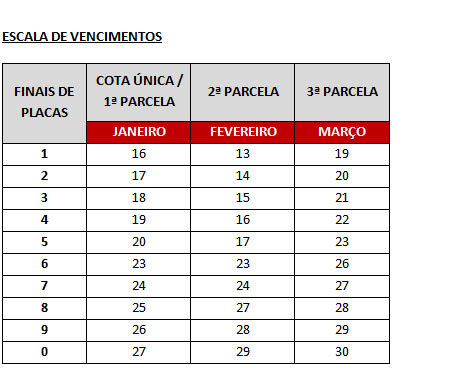 ESCALA DE VENCIMENTOS
FINAIS DE PLACAS COTA ÚNICA / 1ª PARCELA 2ª PARCELA 3ª PARCELA
JANEIRO FEVEREIRO MARÇO
1 16 13 19
2 17 14 20
3 18 15 21
4 19 16 22
5 20 17 23
6 23 23 26
7 24 24 27
8 25 27 28
9 26 28 29
0 27 29 30